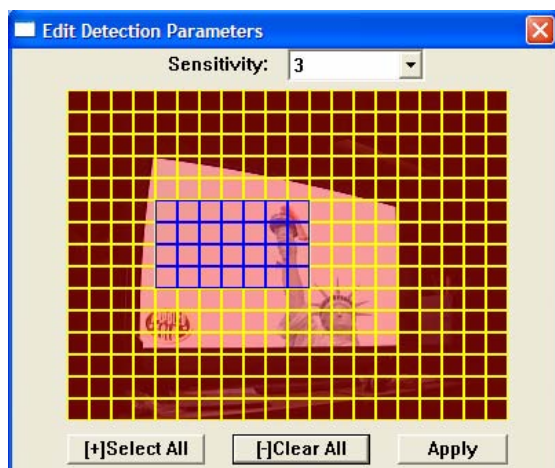 Edit Detection Parameters
Sensitivity: 3
[+]Select All [-]Clear All Apply